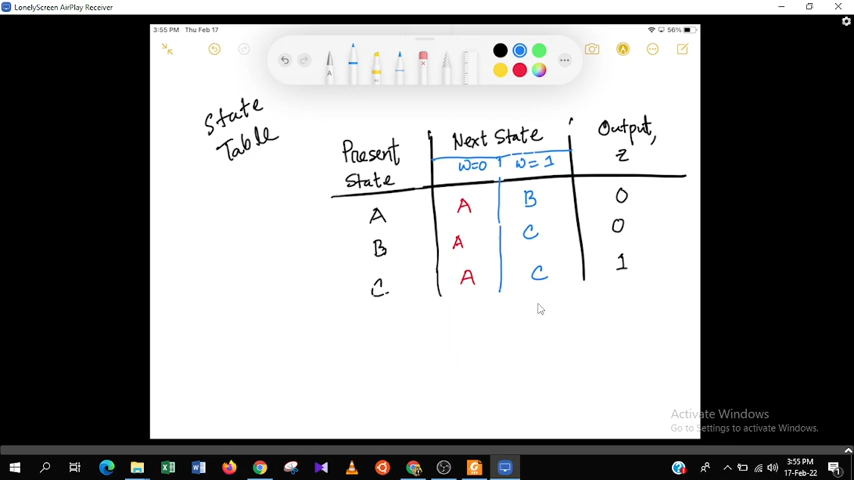 LonelyScreen AirPlay Receiver
3:55 PM Thu Feb 17
56%
State
Table
Present
State
Next State
w=0
w=1
Output,
z
A
A
B
0
B
A
C
0
C
A
C
1
Activate Windows
Go to Settings to activate Windows.
3:55 PM
17-Feb-22